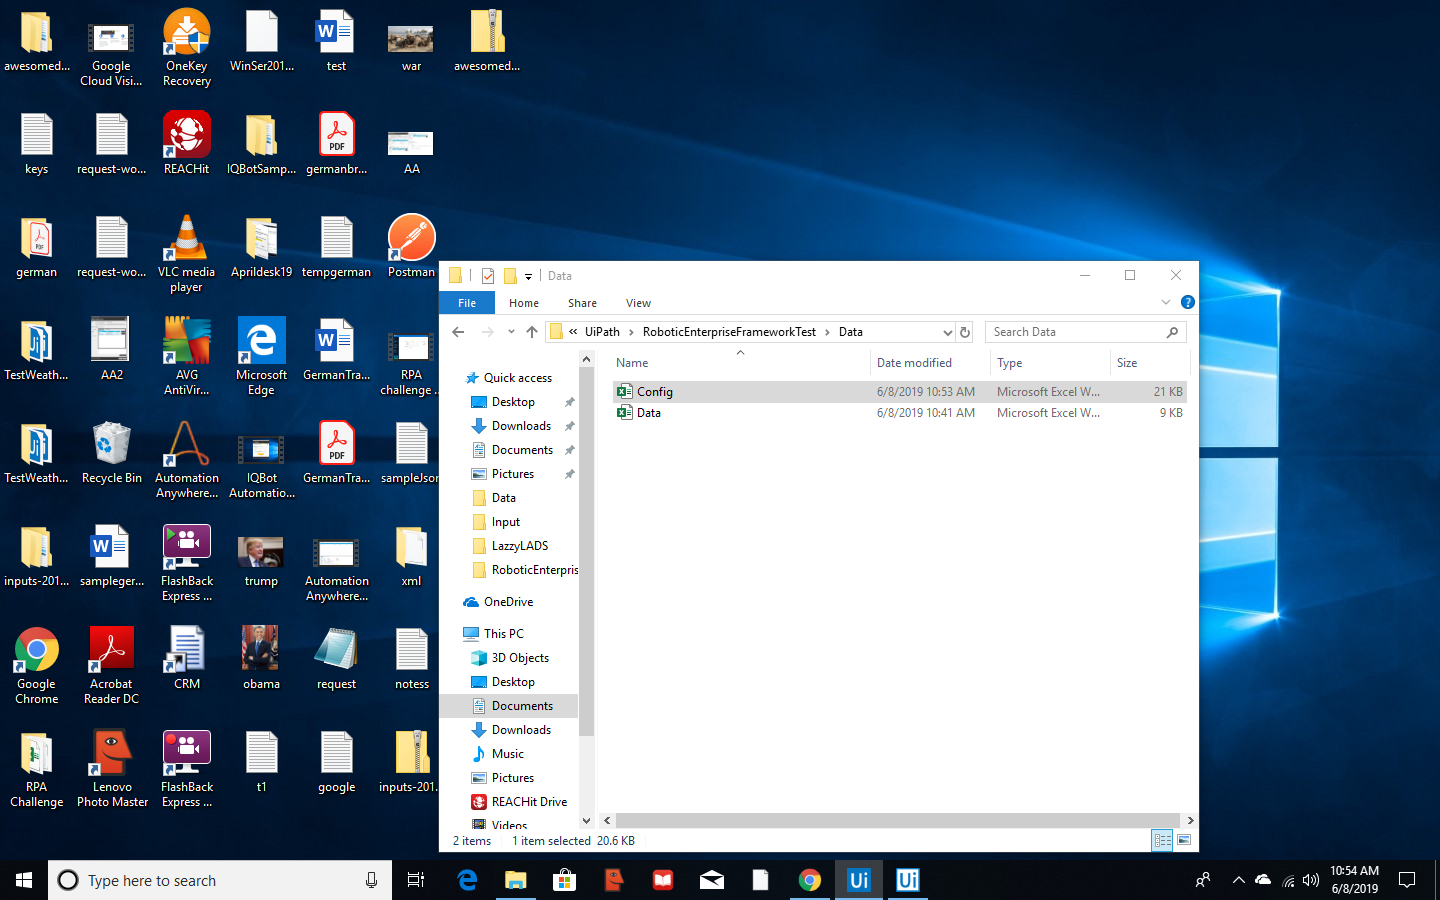 awesomed...
Google
Cloud Visi...
OneKey
Recovery
WinSer201...
test
war
awesomed...
keys
request-wo...
REACHit
IQBotSamp...
PDF
germanbr...
AA
PDF
german
request-wo...
VLC media
player
Aprildesk19
tempgerman
Postman
TestWeath...
AA2
AVG
AntiVir...
Microsoft
Edge
GermanTra...
RPA
challenge ...
TestWeath...
Recycle Bin
Automation
Anywhere...
IQBot
Automatio...
PDF
GermanTra...
sampleJson
inputs-201...
sampleger...
FlashBack
Express ...
trump
Automation
Anywhere...
xml
Google
Chrome
Acrobat
Reader DC
CRM
obama
request
notess
RPA
Challenge
Lenovo
Photo Master
FlashBack
Express ...
t1
google
inputs-201...
Data
File
Home
Share
View
« UiPath › RoboticEnterpriseFrameworkTest › Data
Search Data
Name
Date modified
Type
Size
Config
6/8/2019 10:53 AM
Microsoft Excel W...
21 KB
Data
6/8/2019 10:41 AM
Microsoft Excel W...
9 KB
Quick access
Desktop
Downloads
Documents
Pictures
Data
Input
LazzyLADS
RoboticEnterpris
OneDrive
This PC
3D Objects
Desktop
Documents
Downloads
Music
Pictures
REACHit Drive
Videos
2 items
1 item selected 20.6 KB
Type here to search
Ui
Ui
10:54 AM
6/8/2019